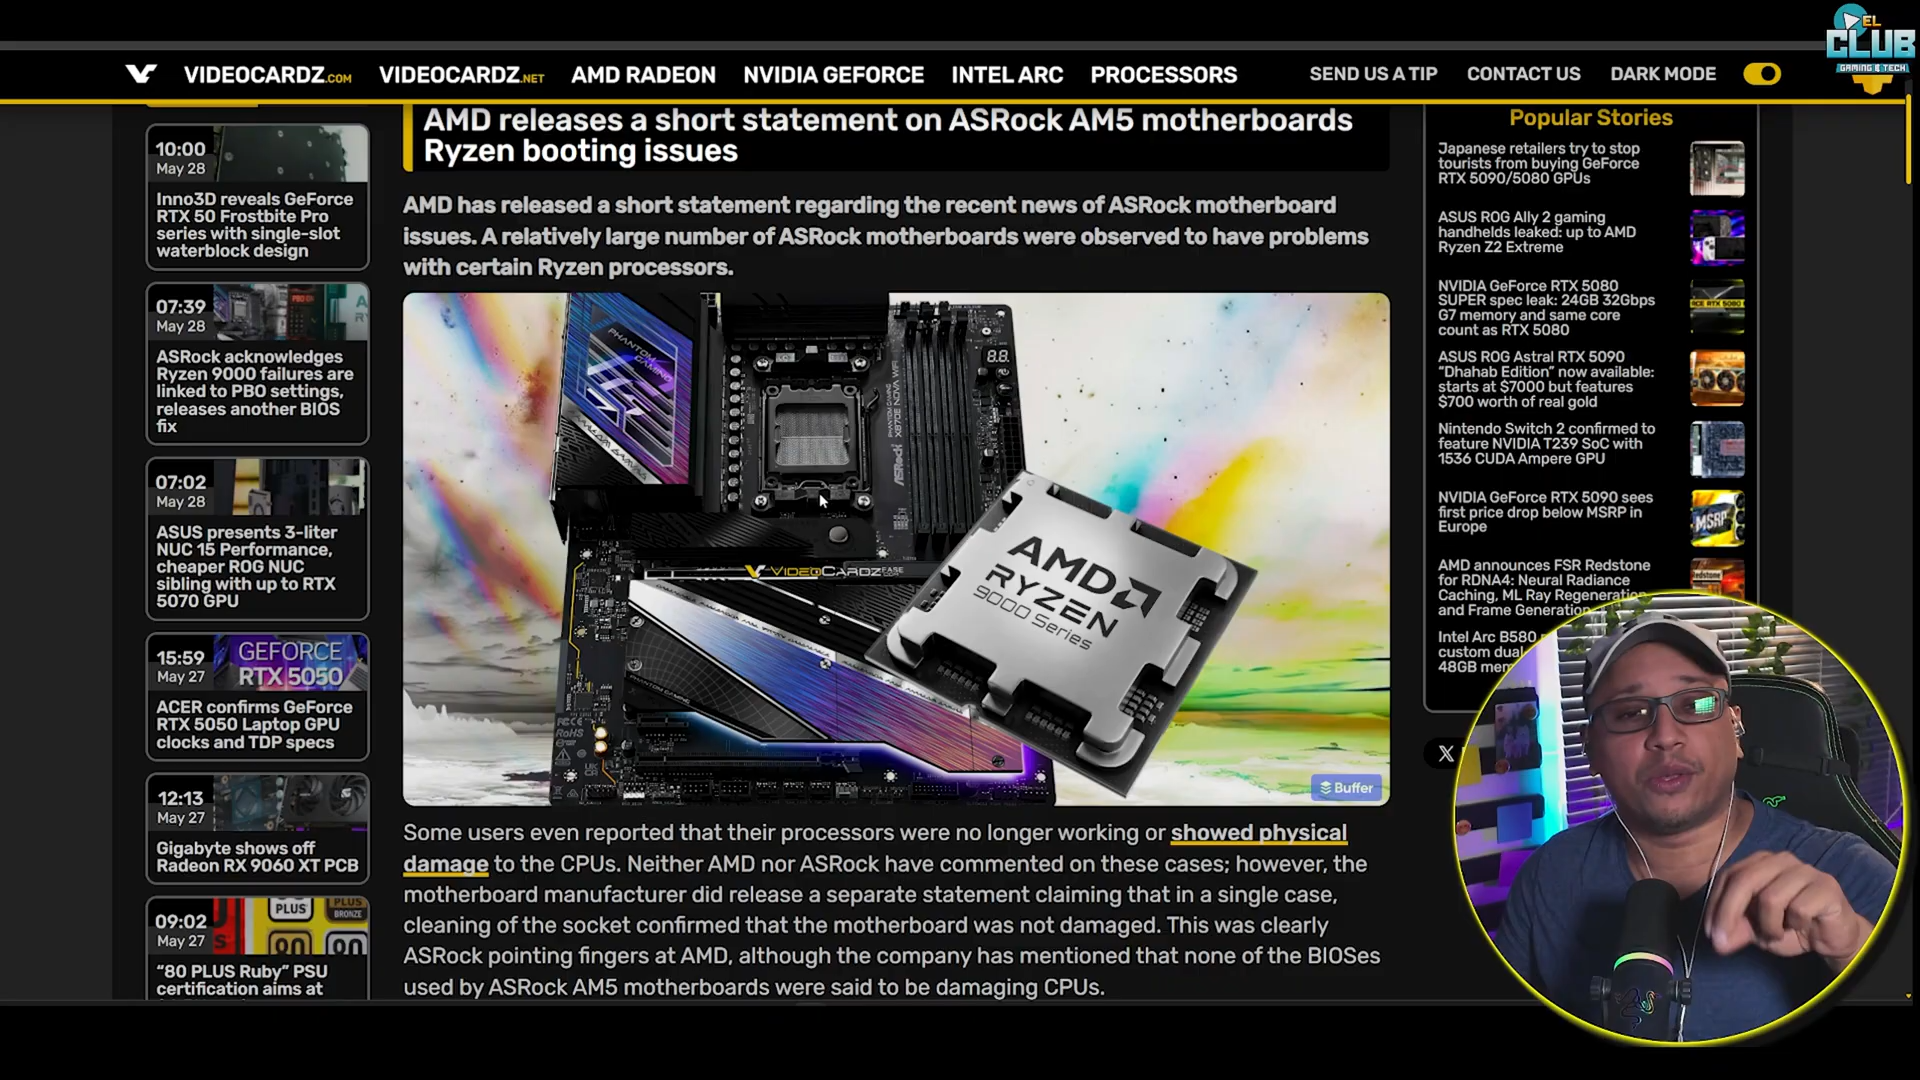 EL
CLUB
GAMING & TECH
VIDEOCARDZ.COM
VIDEOCARDZ.NET
AMD RADEON
NVIDIA GEFORCE
INTEL ARC
PROCESSORS
SEND US A TIP
CONTACT US
DARK MODE
10:00
May 28
Inno3D reveals GeForce
RTX 50 Frostbite Pro
series with single-slot
waterblock design
07:39
May 28
ASRock acknowledges
Ryzen 9000 failures are
linked to PBO settings,
releases another BIOS
fix
07:02
May 28
ASUS presents 3-liter
NUC 15 Performance,
cheaper ROG NUC
sibling with up to RTX
5070 GPU
15:59
May 27
GEFORCE
RTX 5050
ACER confirms GeForce
RTX 5050 Laptop GPU
clocks and TDP specs
12:13
May 27
Gigabyte shows off
Radeon RX 9060 XT PCB
09:02
May 27
PLUS
PLUS
BRONZE
"80 PLUS Ruby" PSU
certification aims at
AMD releases a short statement on ASRock AM5 motherboards
Ryzen booting issues
AMD has released a short statement regarding the recent news of ASRock motherboard
issues. A relatively large number of ASRock motherboards were observed to have problems
with certain Ryzen processors.
PHANTOM GAMING
88
ASRock
VIDEOCARDZ.COM
AMD
RYZEN
9000 Series
FCC
RoHS
Buffer
Some users even reported that their processors were no longer working or showed physical
damage to the CPUs. Neither AMD nor ASRock have commented on these cases; however, the
motherboard manufacturer did release a separate statement claiming that in a single case,
cleaning of the socket confirmed that the motherboard was not damaged. This was clearly
ASRock pointing fingers at AMD, although the company has mentioned that none of the BIOSes
used by ASRock AM5 motherboards were said to be damaging CPUs.
Popular Stories
Japanese retailers try to stop
tourists from buying GeForce
RTX 5090/5080 GPUs
ASUS ROG Ally 2 gaming
handhelds leaked: up to AMD
Ryzen Z2 Extreme
NVIDIA GeForce RTX 5080
SUPER spec leak: 24GB 32Gbps
G7 memory and same core
count as RTX 5080
ASUS ROG Astral RTX 5090
"Dhahab Edition" now available:
starts at $7000 but features
$700 worth of real gold
Nintendo Switch 2 confirmed to
feature NVIDIA T239 SoC with
1536 CUDA Ampere GPU
NVIDIA GeForce RTX 5090 sees
first price drop below MSRP in
Europe
MSRP
AMD announces FSR Redstone
for RDNA4: Neural Radiance
Caching, ML Ray Regeneration
and Frame Generation
Redstone
Intel Arc B580
custom dual
48GB
X